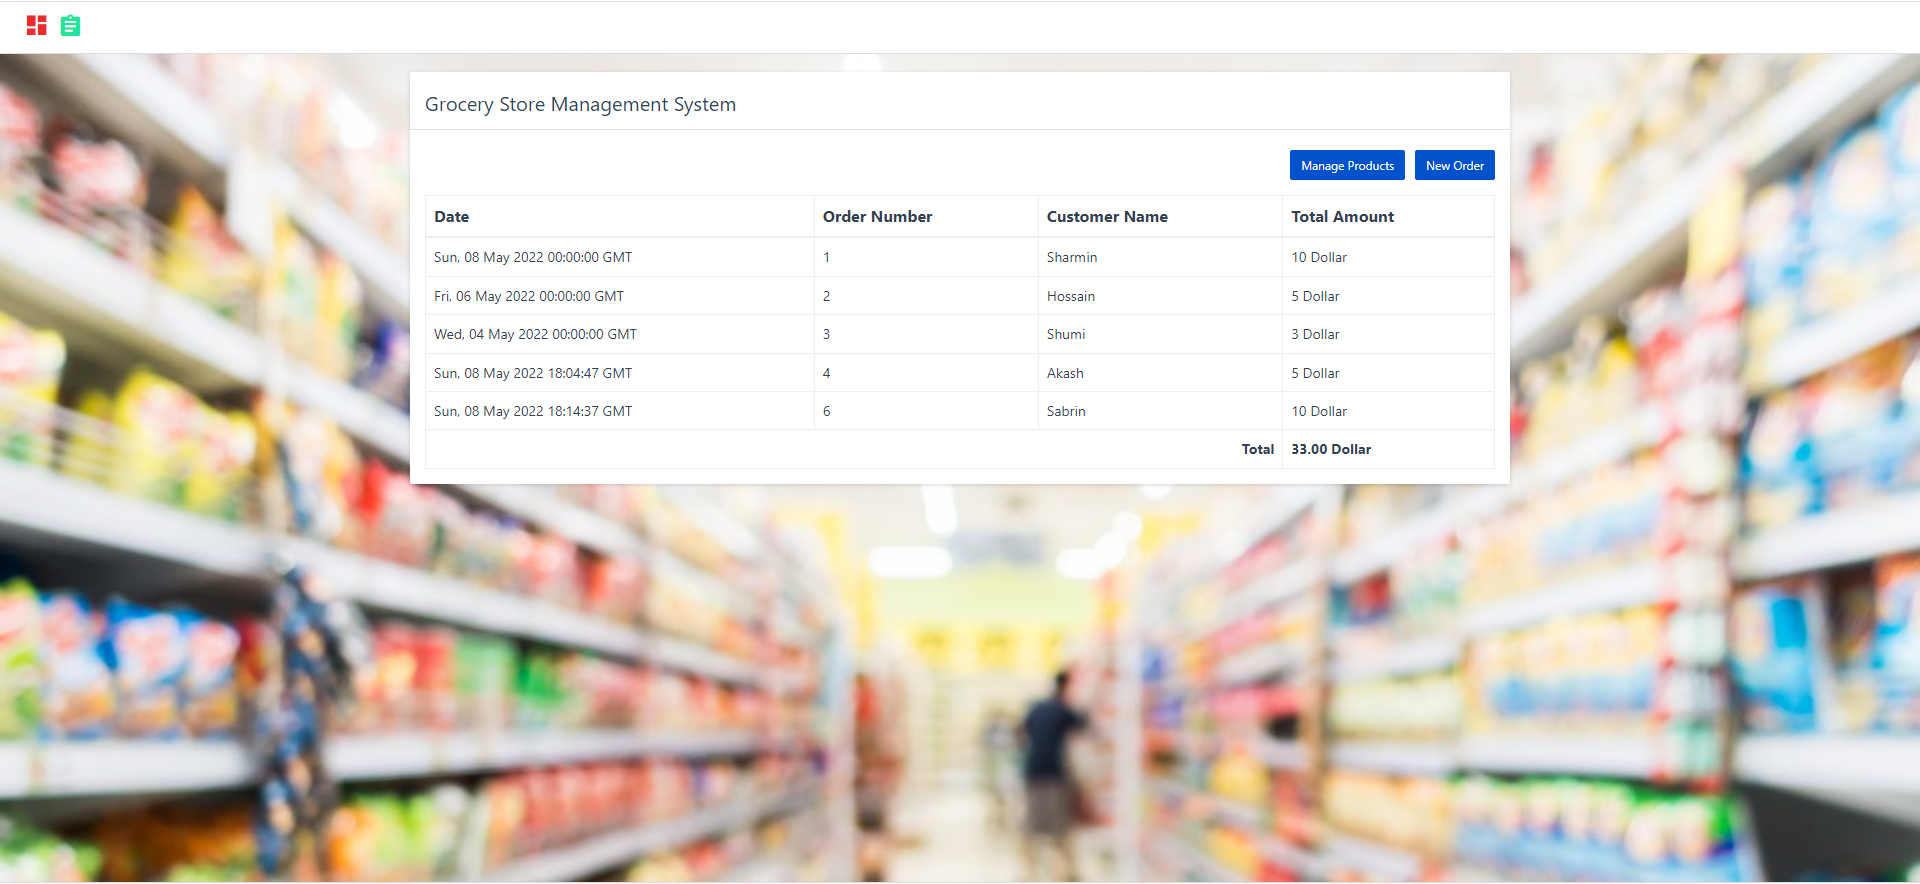 Grocery Store Management System
Manage Products New Order
Date Order Number Customer Name Total Amount
Sun, 08 May 2022 00:00:00 GMT 1 Sharmin 10 Dollar
Fri, 06 May 2022 00:00:00 GMT 2 Hossain 5 Dollar
Wed, 04 May 2022 00:00:00 GMT 3 Shumi 3 Dollar
Sun, 08 May 2022 18:04:47 GMT 4 Akash 5 Dollar
Sun, 08 May 2022 18:14:37 GMT 6 Sabrin 10 Dollar
Total 33.00 Dollar